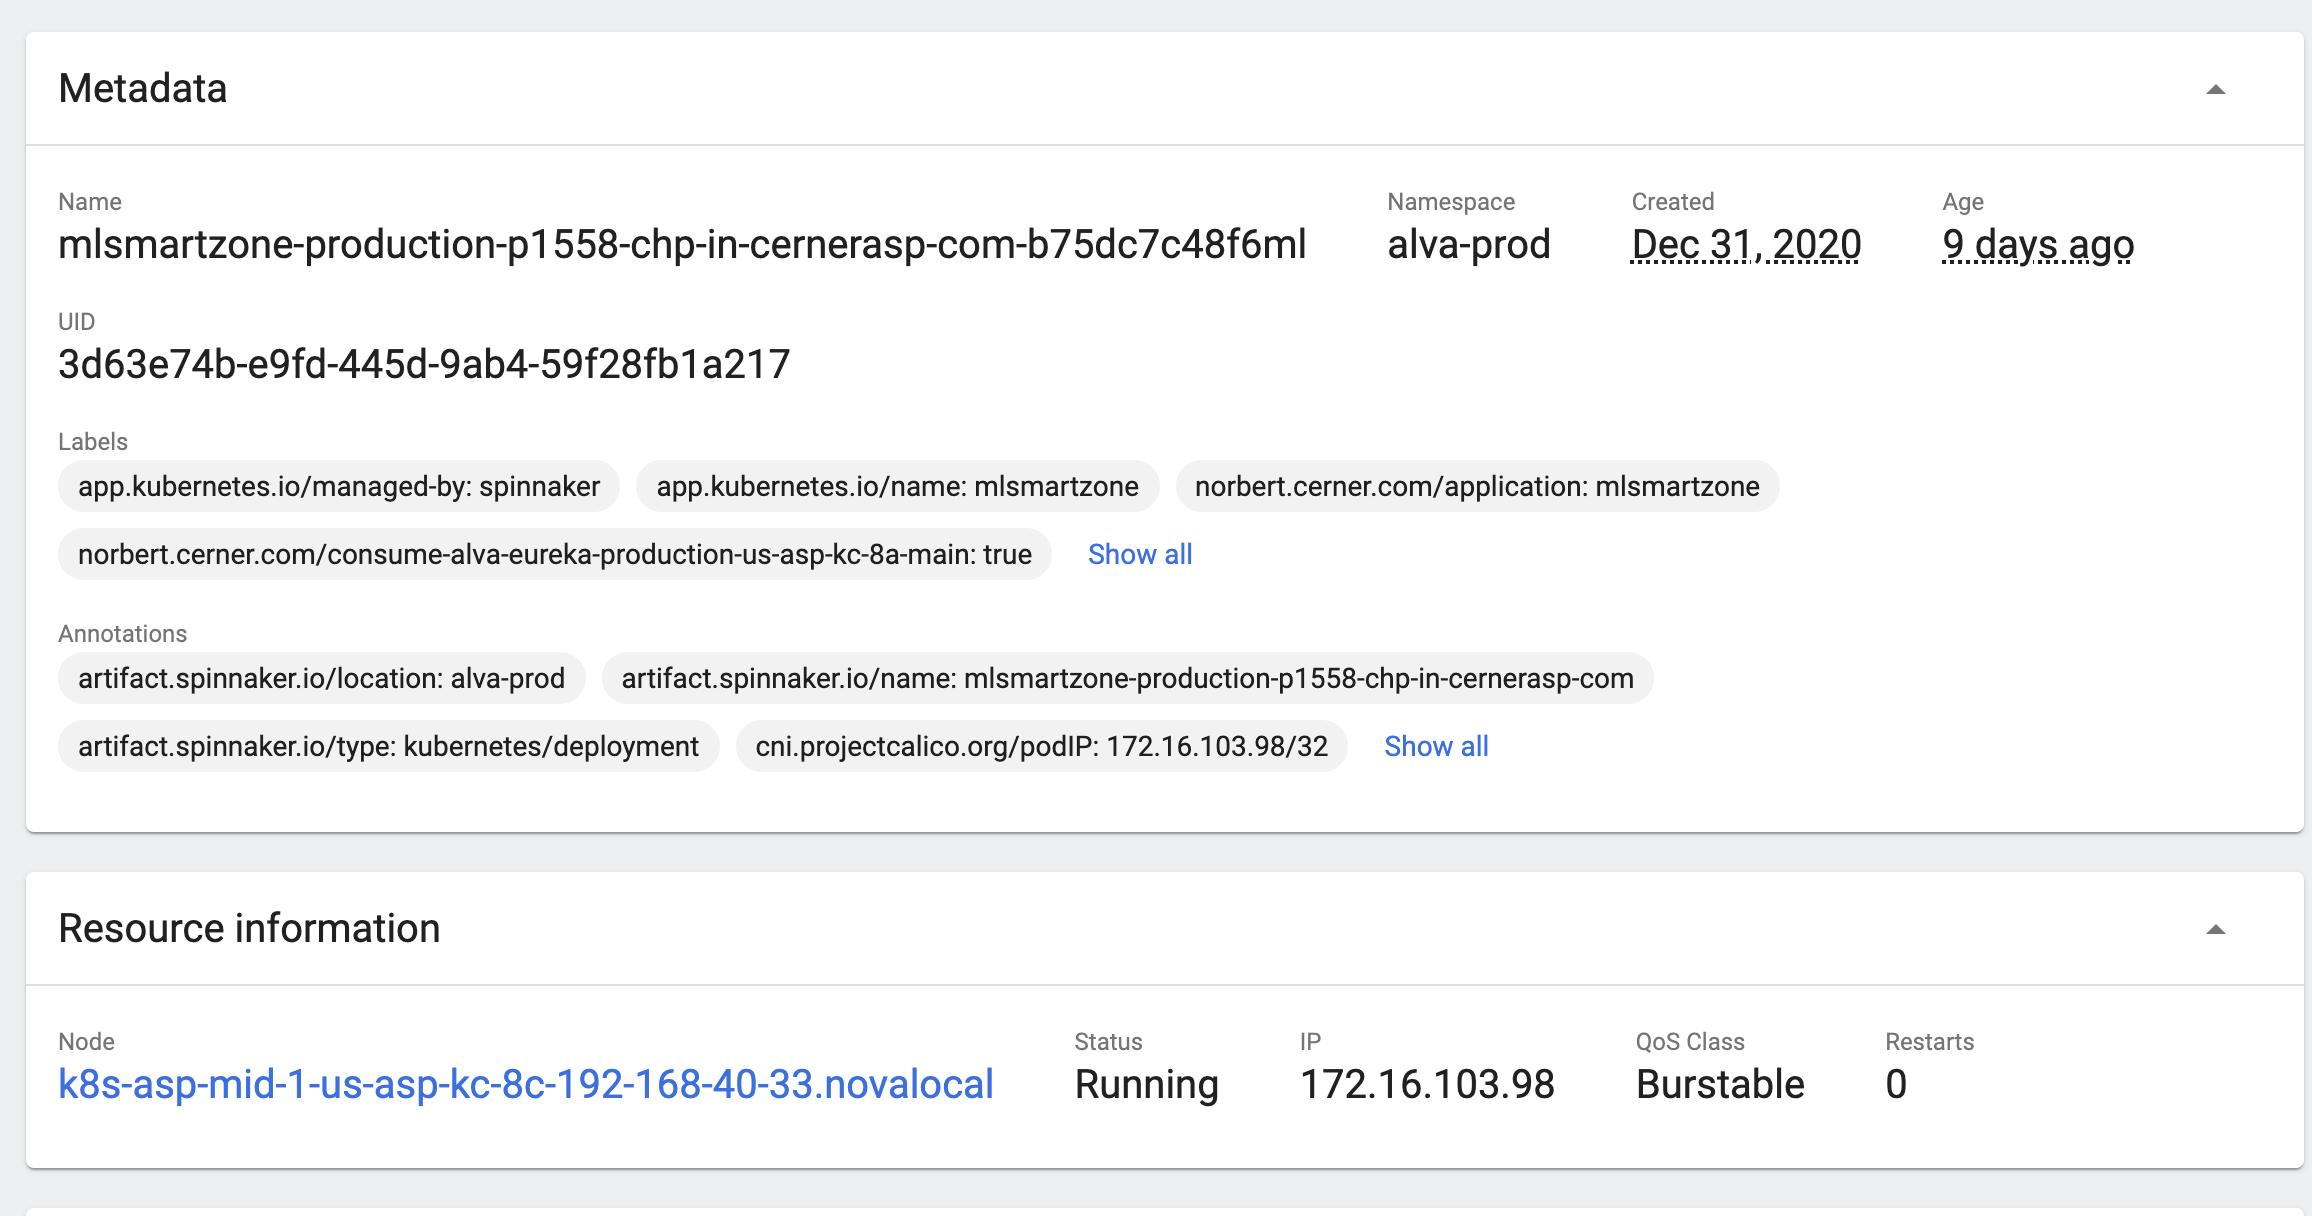 Metadata
Name Namespace Created Age
mlsmartzone-production-p1558-chp-in-cernerasp-com-b75dc7c48f6ml alva-prod Dec 31, 2020 9 days ago
UID
3d63e74b-e9fd-445d-9ab4-59f28fb1a217
Labels
app.kubernetes.io/managed-by: spinnaker app.kubernetes.io/name: mlsmartzone norbert.cerner.com/application: mlsmartzone
norbert.cerner.com/consume-alva-eureka-production-us-asp-kc-8a-main: true Show all
Annotations
artifact.spinnaker.io/location: alva-prod artifact.spinnaker.io/name: mlsmartzone-production-p1558-chp-in-cernerasp-com
artifact.spinnaker.io/type: kubernetes/deployment cni.projectcalico.org/podIP: 172.16.103.98/32 Show all
Resource information
Node Status IP QoS Class Restarts
k8s-asp-mid-1-us-asp-kc-8c-192-168-40-33.novalocal Running 172.16.103.98 Burstable 0